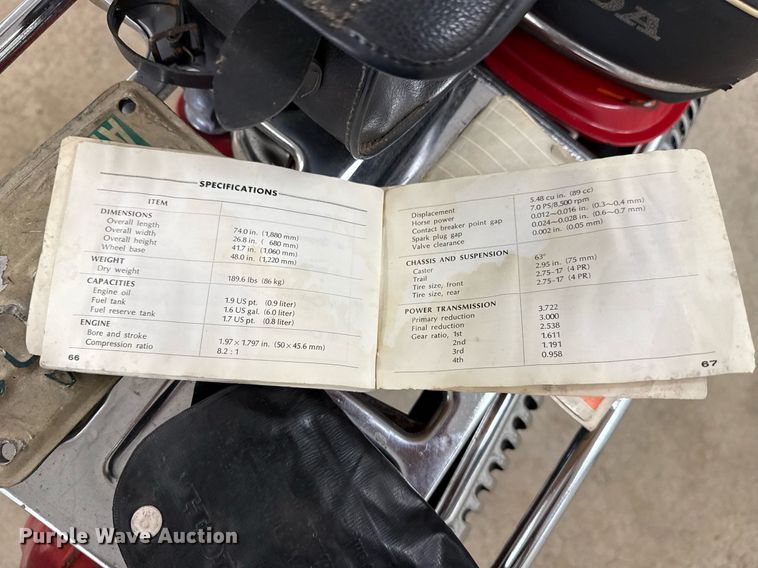 SPECIFICATIONS
ITEM
DIMENSIONS
Overall length 74.0 in. (1,880 mm)
Overall width 26.8 in. ( 680 mm)
Overall height 41.7 in. (1,060 mm)
Wheel base 48.0 in. (1,220 mm)
WEIGHT
Dry weight 189.6 lbs (86 kg)
CAPACITIES
Engine oil 1.9 US pt. (0.9 liter)
Fuel tank 1.6 US gal. (6.0 liter)
Fuel reserve tank 1.7 US pt. (0.8 liter)
ENGINE
Bore and stroke 1.97 × 1.797 in. (50 × 45.6 mm)
Compression ratio 8.2 : 1
66
Displacement 5.48 cu in. (89 cc)
Horse power 7.0 PS/8,500 rpm
Contact breaker point gap 0.012~0.016 in. (0.3~0.4 mm)
Spark plug gap 0.024~0.028 in. (0.6~0.7 mm)
Valve clearance 0.002 in. (0.05 mm)
CHASSIS AND SUSPENSION
Caster 63°
Trail 2.95 in. (75 mm)
Tire size, front 2.75-17 (4 PR)
Tire size, rear 2.75-17 (4 PR)
POWER TRANSMISSION
Primary reduction 3.722
Final reduction 3.000
Gear ratio, 1st 2.538
2nd 1.611
3rd 1.191
4th 0.958
67
Purple Wave Auction